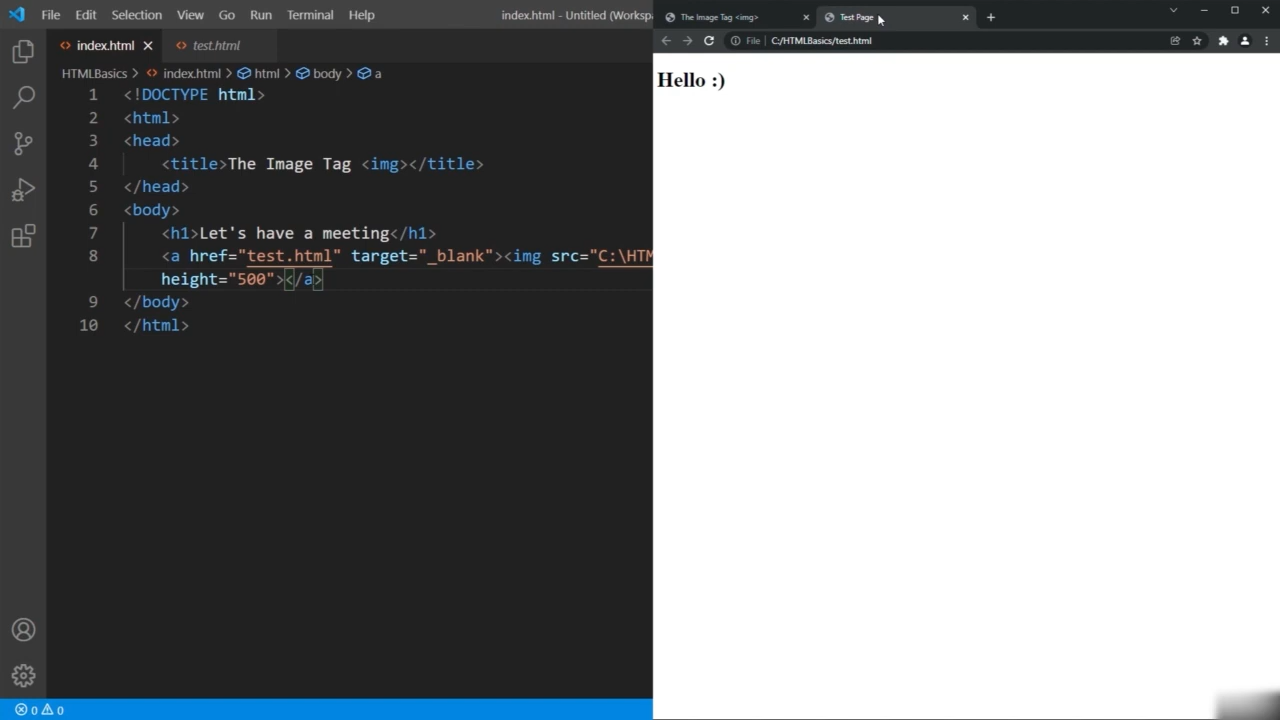 File Edit Selection View Go Run Terminal Help index.html - Untitled (Workspa
index.html test.html
HTMLBasics > index.html > html > body > a
1 <!DOCTYPE html>
2 <html>
3 <head>
4 <title>The Image Tag <img></title>
5 </head>
6 <body>
7 <h1>Let's have a meeting</h1>
8 <a href="test.html" target="_blank"><img src="C:\HTM
height="500"></a>
9 </body>
10 </html>
0 0
The Image Tag <img> Test Page
File C:/HTMLBasics/test.html
Hello :)